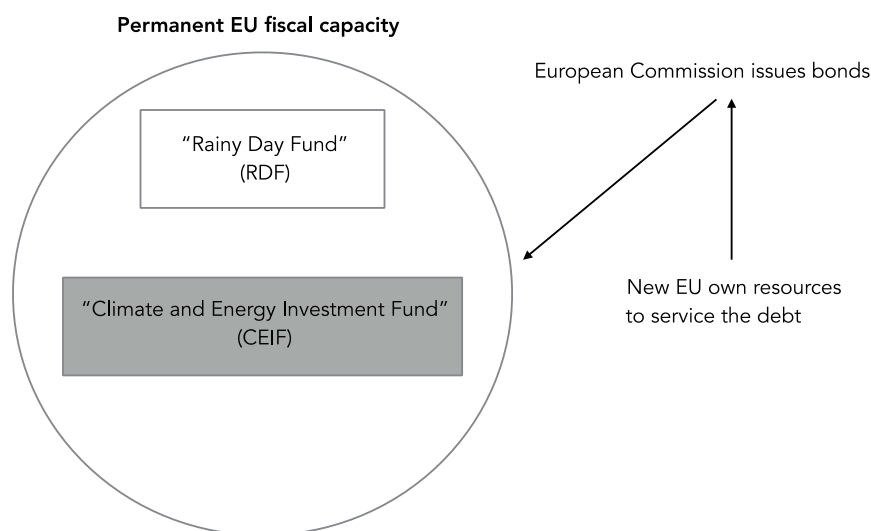 Permanent EU fiscal capacity
European Commission issues bonds
“Rainy Day Fund”
(RDF)
“Climate and Energy Investment Fund”
(CEIF)
New EU own resources
to service the debt